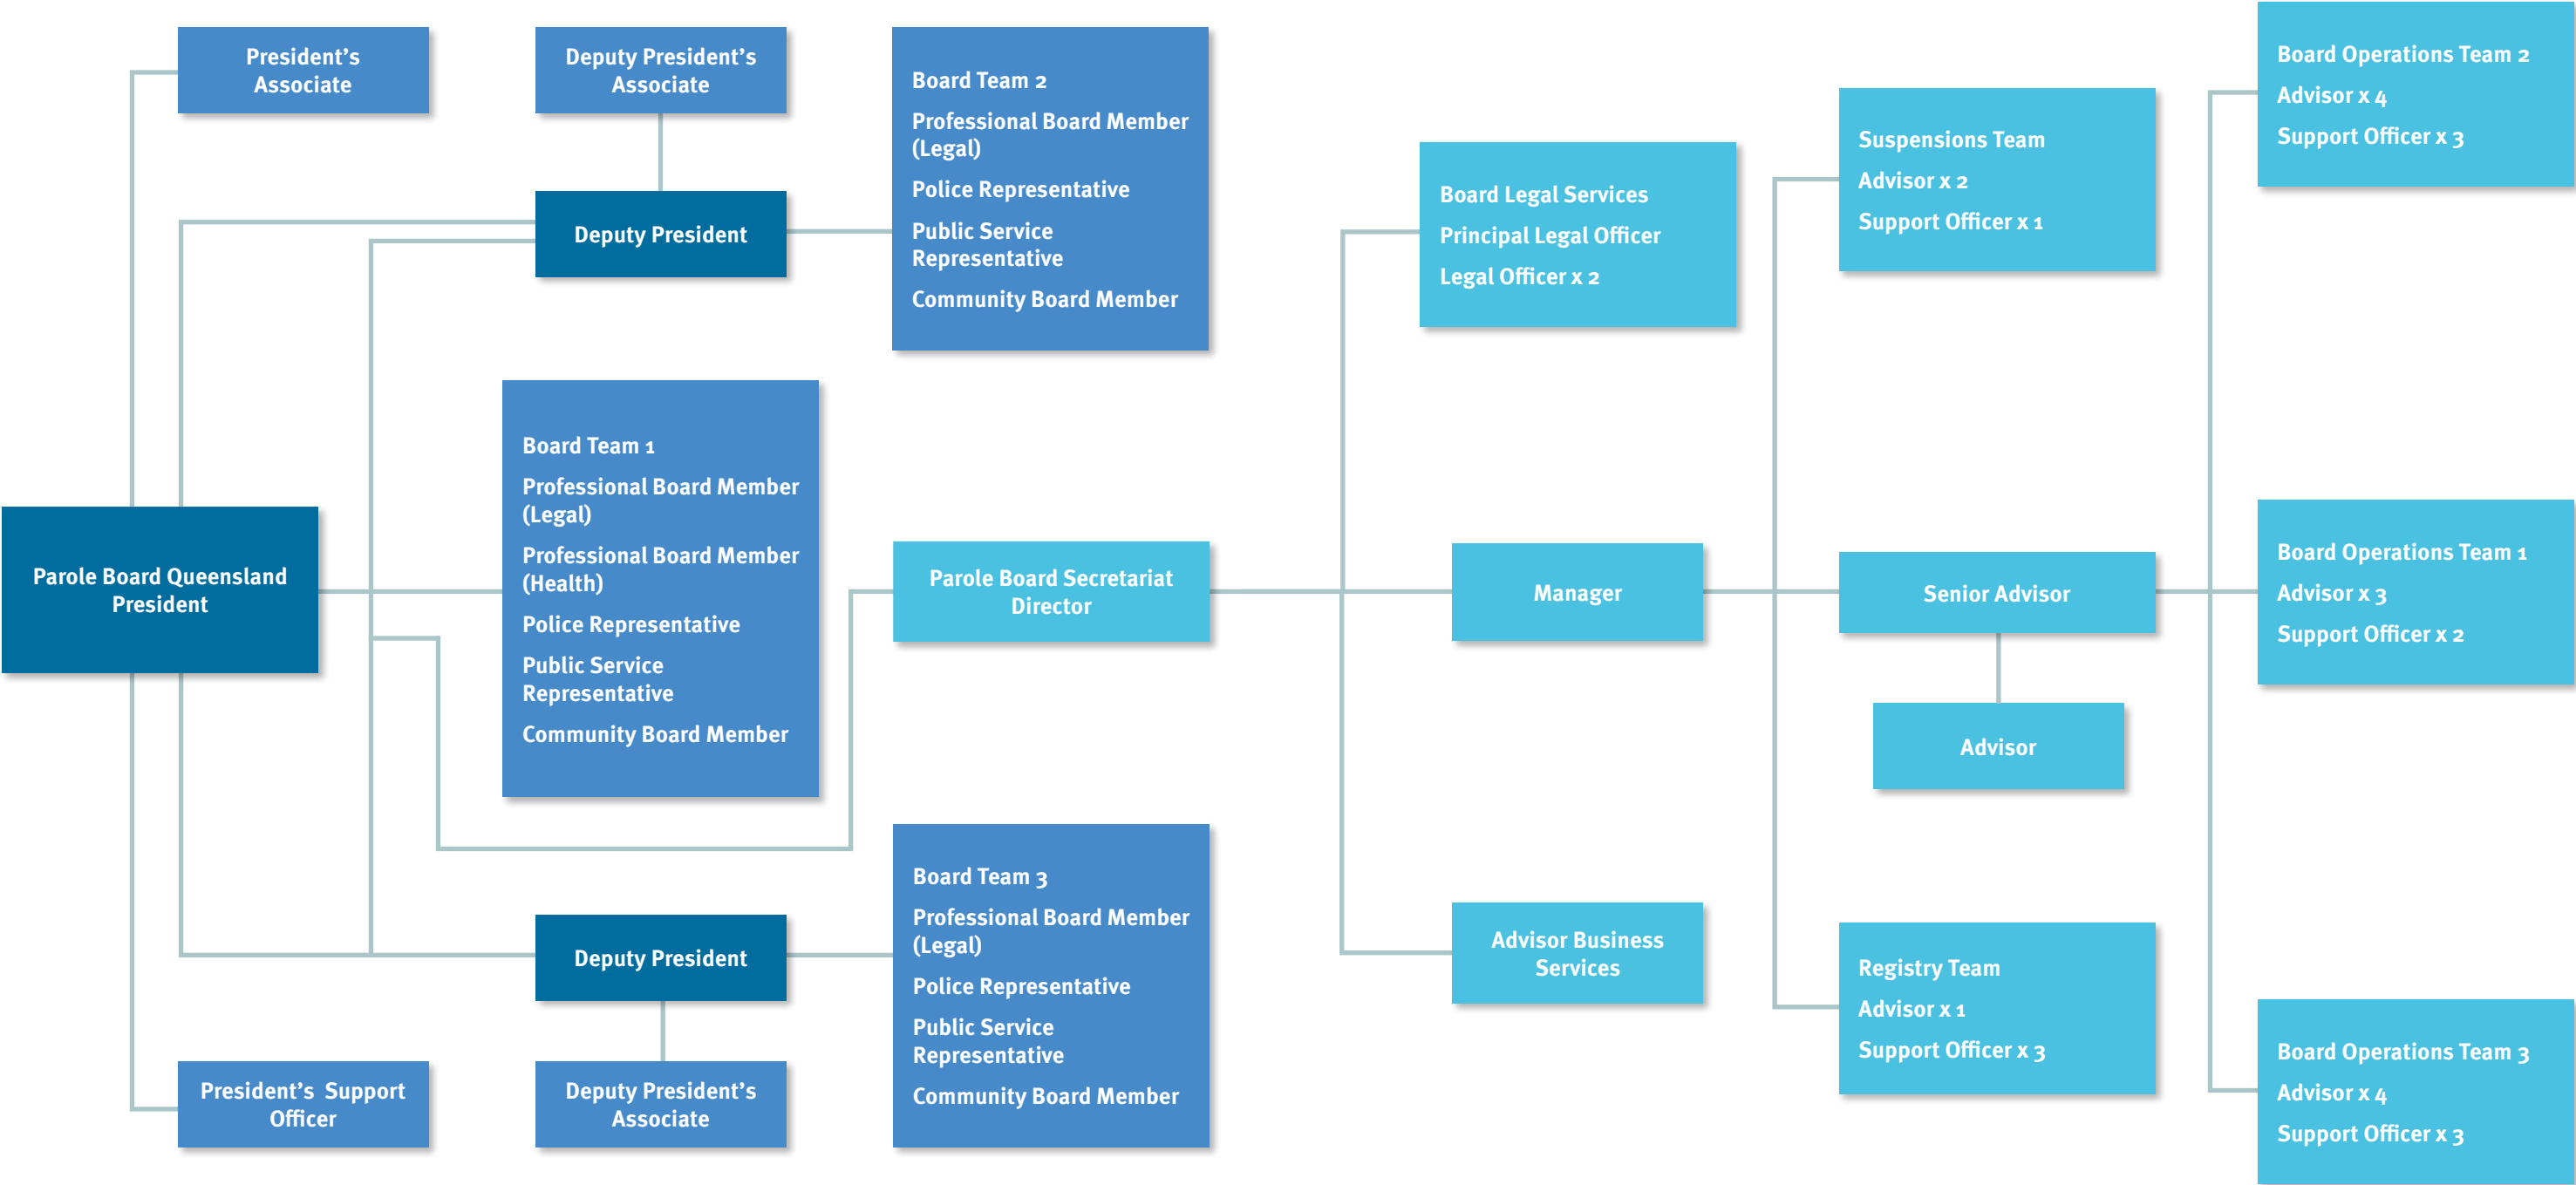 President’s
Associate
Deputy President’s
Associate
Board Team 2
Professional Board Member
(Legal)
Police Representative
Public Service
Representative
Community Board Member
Deputy President
Board Team 1
Professional Board Member
(Legal)
Professional Board Member
(Health)
Police Representative
Public Service
Representative
Community Board Member
Parole Board Queensland
President
Deputy President
Board Team 3
Professional Board Member
(Legal)
Police Representative
Public Service
Representative
Community Board Member
President’s Support
Officer
Deputy President’s
Associate
Parole Board Secretariat
Director
Board Legal Services
Principal Legal Officer
Legal Officer x 2
Manager
Advisor Business
Services
Suspensions Team
Advisor x 2
Support Officer x 1
Senior Advisor
Advisor
Registry Team
Advisor x 1
Support Officer x 3
Board Operations Team 2
Advisor x 4
Support Officer x 3
Board Operations Team 1
Advisor x 3
Support Officer x 2
Board Operations Team 3
Advisor x 4
Support Officer x 3